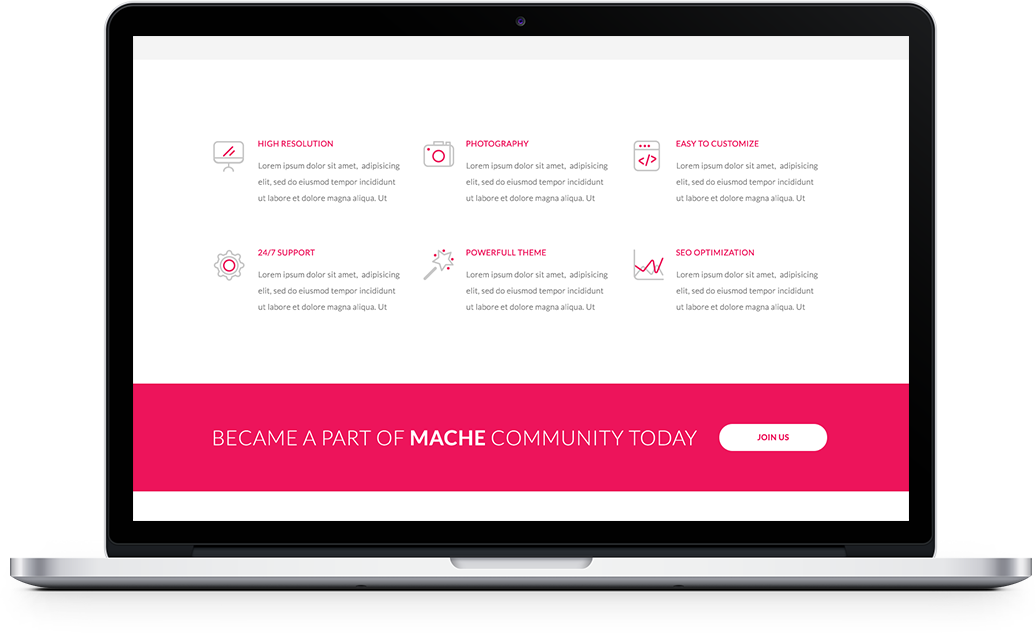 HIGH RESOLUTION
Lorem ipsum dolor sit amet, adipisicing
elit, sed do eiusmod tempor incididunt
ut labore et dolore magna aliqua. Ut
PHOTOGRAPHY
Lorem ipsum dolor sit amet, adipisicing
elit, sed do eiusmod tempor incididunt
ut labore et dolore magna aliqua. Ut
EASY TO CUSTOMIZE
Lorem ipsum dolor sit amet, adipisicing
elit, sed do eiusmod tempor incididunt
ut labore et dolore magna aliqua. Ut
24/7 SUPPORT
Lorem ipsum dolor sit amet, adipisicing
elit, sed do eiusmod tempor incididunt
ut labore et dolore magna aliqua. Ut
POWERFULL THEME
Lorem ipsum dolor sit amet, adipisicing
elit, sed do eiusmod tempor incididunt
ut labore et dolore magna aliqua. Ut
SEO OPTIMIZATION
Lorem ipsum dolor sit amet, adipisicing
elit, sed do eiusmod tempor incididunt
ut labore et dolore magna aliqua. Ut
BECAME A PART OF MACHE COMMUNITY TODAY
JOIN US